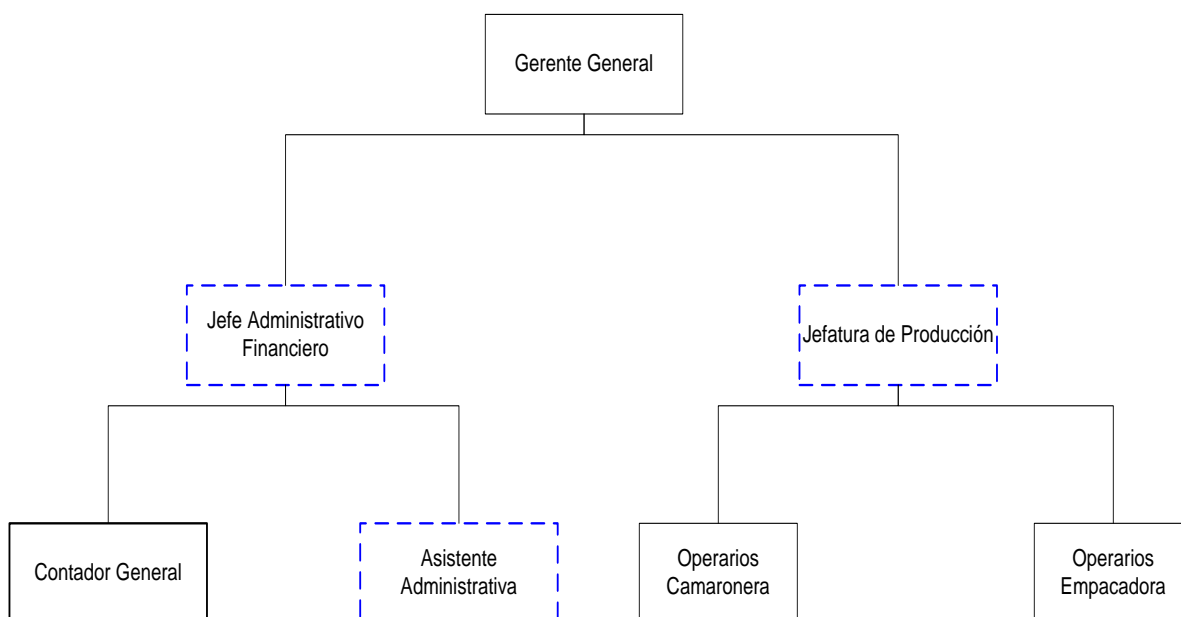 Gerente General
Jefe Administrativo
Financiero
Jefatura de Producción
Contador General
Asistente
Administrativa
Operarios
Camaronera
Operarios
Empacadora